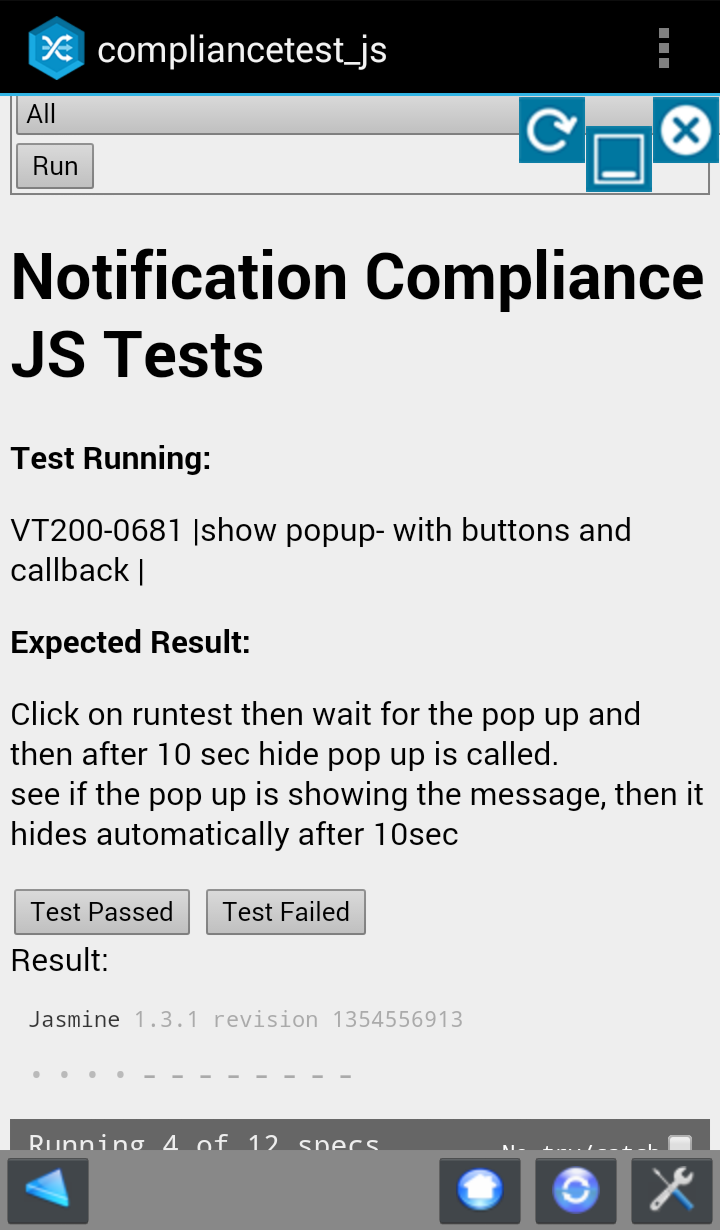 compliancetest_js
All
Run
Notification Compliance
JS Tests
Test Running:
VT200-0681 |show popup- with buttons and
callback |
Expected Result:
Click on runtest then wait for the pop up and
then after 10 sec hide pop up is called.
see if the pop up is showing the message, then it
hides automatically after 10sec
Test Passed Test Failed
Result:
Jasmine 1.3.1 revision 1354556913
Running 4 of 12 specs No try/catch